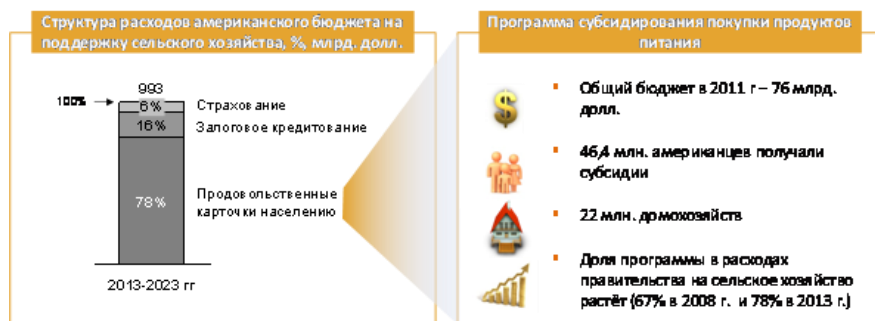 Структура расходов американского бюджета на
поддержку сельского хозяйства, %, млрд. долл.
993
100%
6%
Страхование
16%
Залоговое кредитование
78%
Продовольственные
карточки населению
2013-2023 гг
Программа субсидирования покупки продуктов
питания
Общий бюджет в 2011 г – 76 млрд.
долл.
46,4 млн. американцев получали
субсидии
22 млн. домохозяйств
Доля программы в расходах
правительства на сельское хозяйство
растёт (67% в 2008 г. и 78% в 2013 г.)